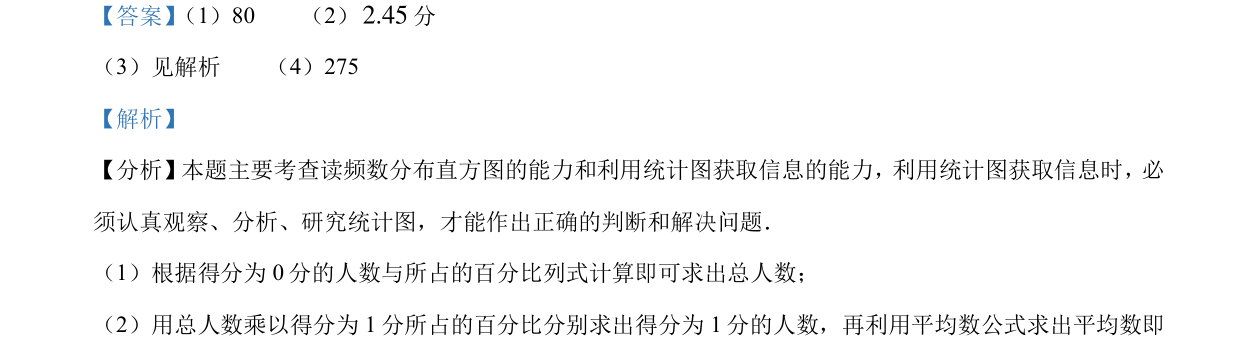 【答案】（1）80 （2）2.45分
（3）见解析 （4）275
【解析】
【分析】本题主要考查读频数分布直方图的能力和利用统计图获取信息的能力，利用统计图获取信息时，必
须认真观察、分析、研究统计图，才能作出正确的判断和解决问题．
（1）根据得分为0分的人数与所占的百分比列式计算即可求出总人数；
（2）用总人数乘以得分为1分所占的百分比分别求出得分为1分的人数，再利用平均数公式求出平均数即